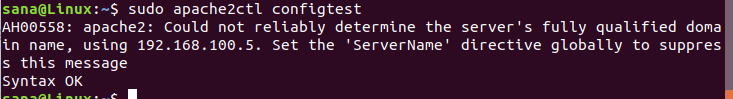 sana@Linux:~$ sudo apache2ctl configtest
AH00558: apache2: Could not reliably determine the server's fully qualified doma
in name, using 192.168.100.5. Set the 'ServerName' directive globally to suppres
s this message
Syntax OK
sana@Linux:~$